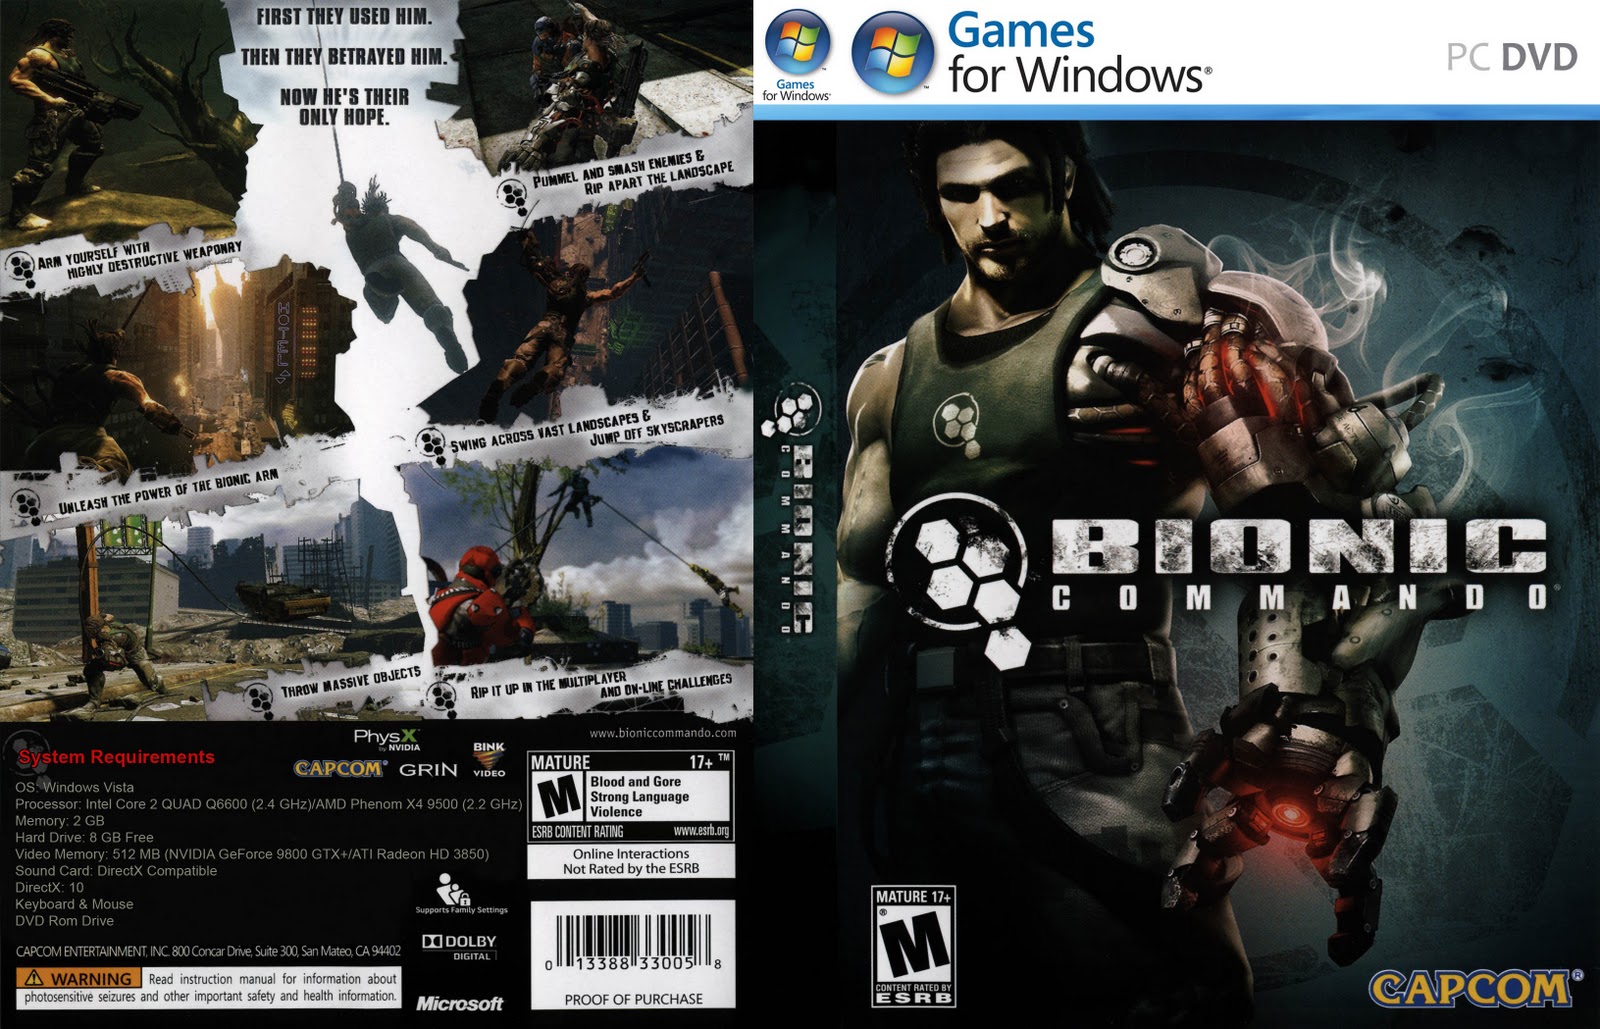 FIRST THEY USED HIM.
THEN THEY BETRAYED HIM.
NOW HE'S THEIR
ONLY HOPE.
PUMMEL AND SMASH ENEMIES &
RIP APART THE LANDSCAPE
ARM YOURSELF WITH
HIGHLY DESTRUCTIVE WEAPONRY
HOTEL
SWING ACROSS VAST LANDSCAPES &
JUMP OFF SKYSCRAPERS
UNLEASH THE POWER OF THE BIONIC ARM
THROW MASSIVE OBJECTS
RIP IT UP IN THE MULTIPLAYER
AND ON-LINE CHALLENGES
System Requirements
OS: Windows Vista
Processor: Intel Core 2 QUAD Q6600 (2.4 GHz)/AMD Phenom X4 9500 (2.2 GHz)
Memory: 2 GB
Hard Drive: 8 GB Free
Video Memory: 512 MB (NVIDIA GeForce 9800 GTX+/ATI Radeon HD 3850)
Sound Card: DirectX Compatible
DirectX: 10
Keyboard & Mouse
DVD Rom Drive
CAPCOM ENTERTAINMENT, INC. 800 Concar Drive, Suite 300, San Mateo, CA 94402
WARNING Read instruction manual for information about
photosensitive seizures and other important safety and health information.
PhysX™
by NVIDIA
CAPCOM®
GRIN
BINK
VIDEO
www.bioniccommando.com
MATURE 17+ ™
M
Blood and Gore
Strong Language
Violence
ESRB CONTENT RATING www.esrb.org
Online Interactions
Not Rated by the ESRB
Supports Family Settings
DOLBY
DIGITAL
Microsoft
0 13388 33005 8
PROOF OF PURCHASE
Games
for Windows™
BIONIC
COMMANDO
Games
for Windows®
PC DVD
BIONIC
COMMANDO®
MATURE 17+
®
M
CONTENT RATED BY
ESRB
CAPCOM®